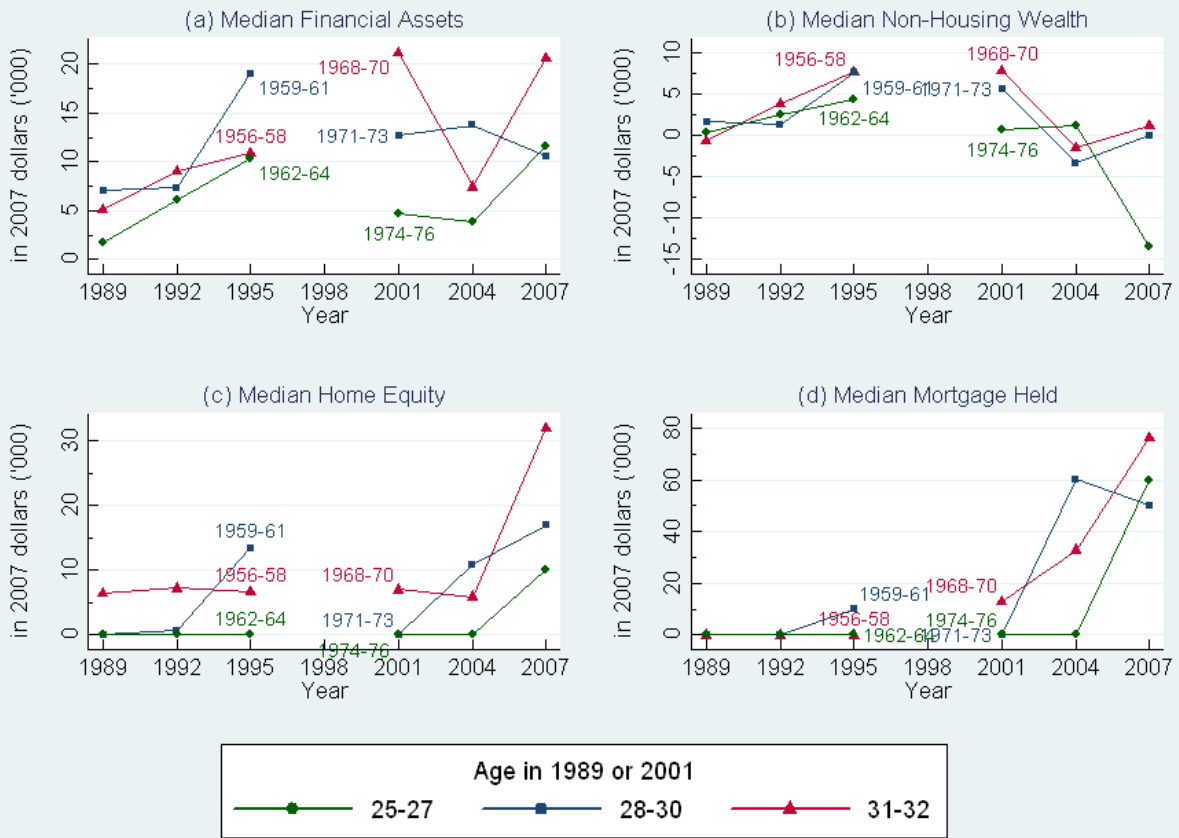 (a) Median Financial Assets
in 2007 dollars ('000)
20
15
10
5
0
1968-70
1959-61
1971-73
1956-58
1962-64
1974-76
1989 1992 1995 1998 2001 2004 2007
Year
(b) Median Non-Housing Wealth
in 2007 dollars ('000)
10
5
0
-5
-10
-15
1956-58
1968-70
1959-61
1971-73
1962-64
1974-76
1989 1992 1995 1998 2001 2004 2007
Year
(c) Median Home Equity
in 2007 dollars ('000)
30
20
10
0
1959-61
1956-58
1968-70
1962-64
1971-73
1974-76
1989 1992 1995 1998 2001 2004 2007
Year
(d) Median Mortgage Held
in 2007 dollars ('000)
80
60
40
20
0
1959-61
1968-70
1956-58
1974-76
1962-64
1971-73
1989 1992 1995 1998 2001 2004 2007
Year
Age in 1989 or 2001
25-27 28-30 31-32